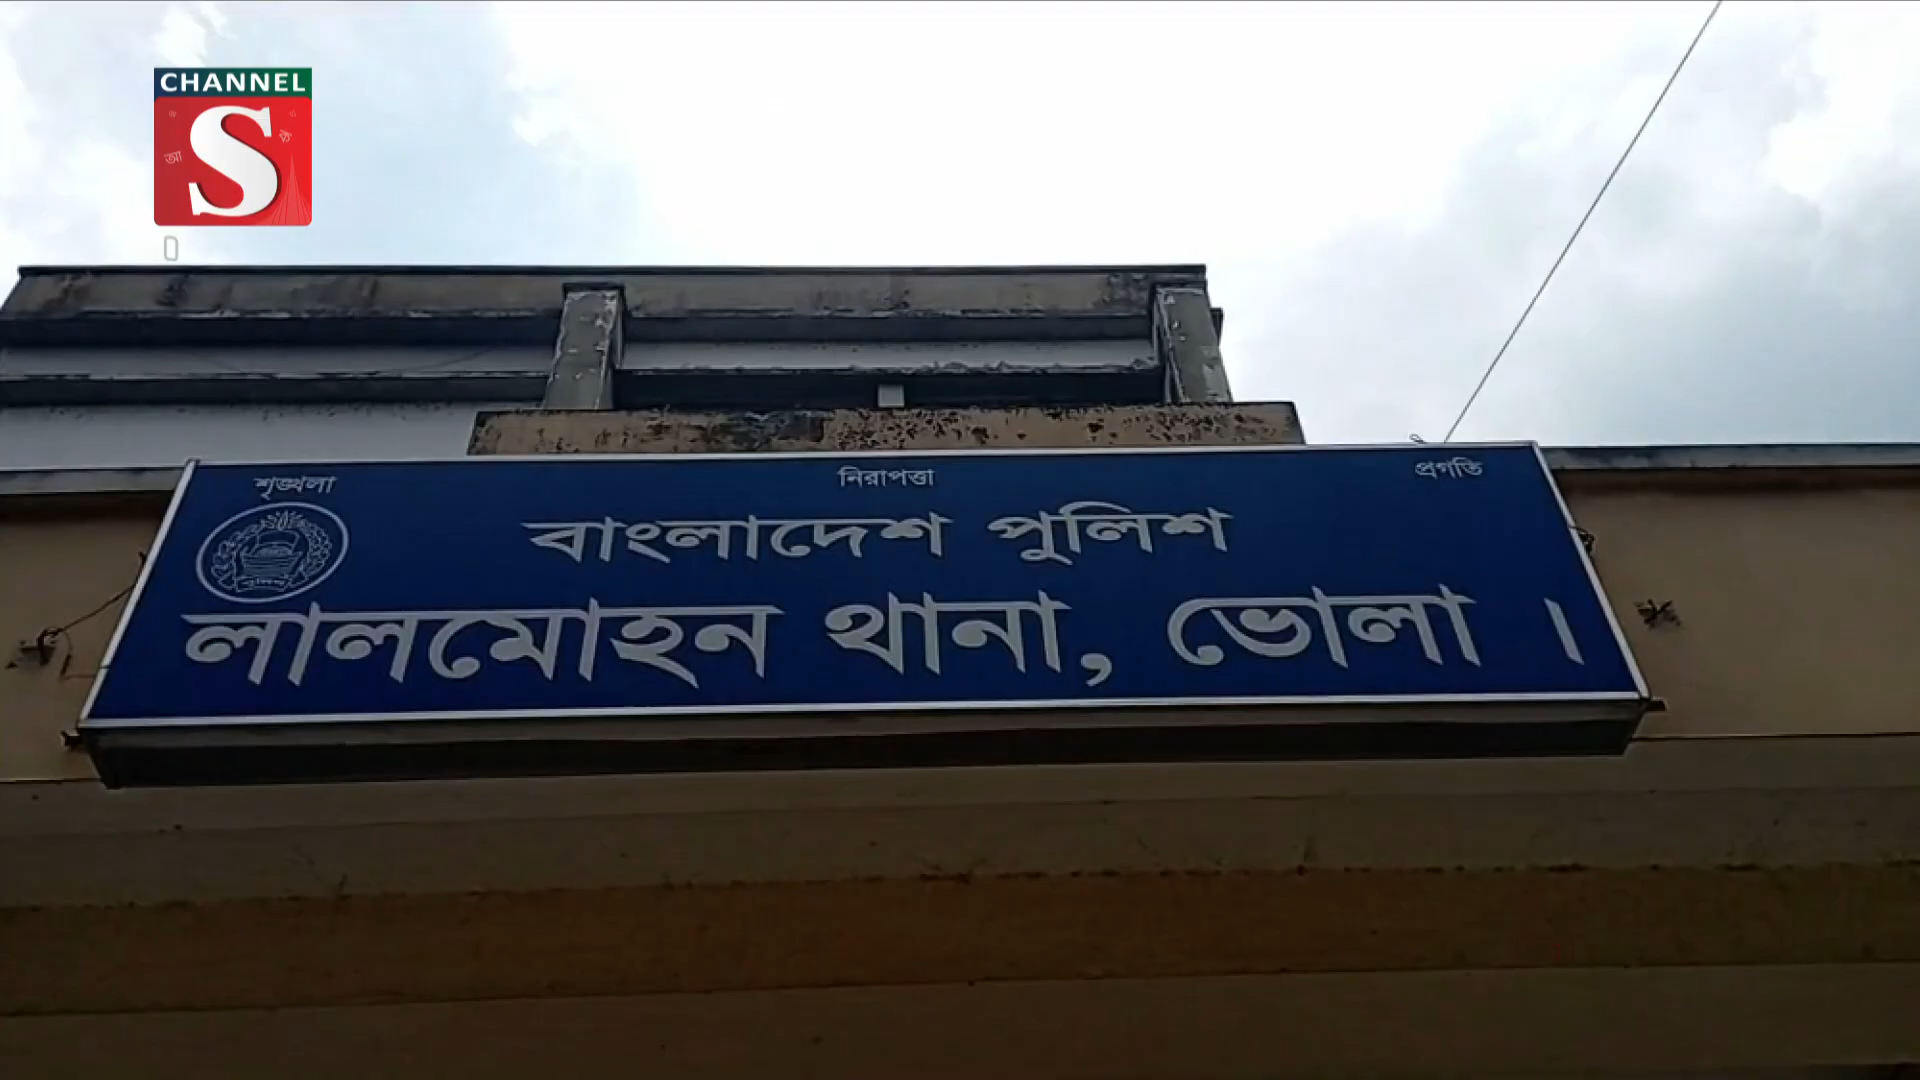 CHANNEL
S
শৃঙ্খলা নিরাপত্তা প্রগতি
বাংলাদেশ পুলিশ
লালমোহন থানা, ভোলা ।